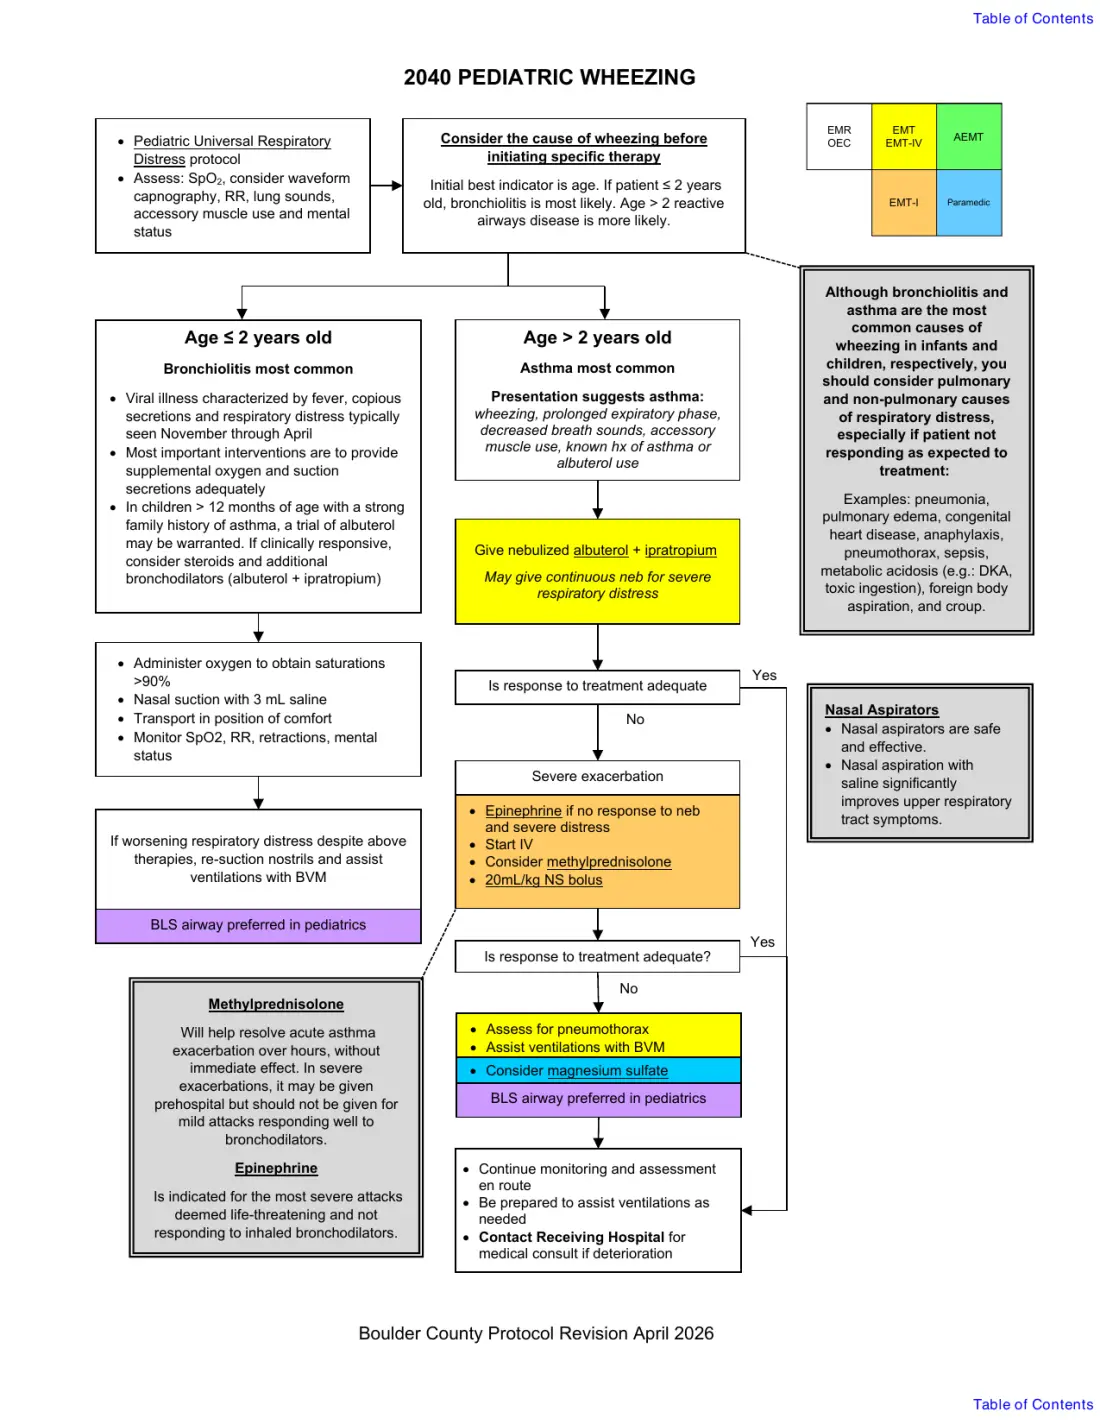 Table of Contents
2040 PEDIATRIC WHEEZING
• Pediatric Universal Respiratory
Distress protocol
• Assess: SpO2, consider waveform
capnography, RR, lung sounds,
accessory muscle use and mental
status
Consider the cause of wheezing before
initiating specific therapy
Initial best indicator is age. If patient ≤ 2 years
old, bronchiolitis is most likely. Age > 2 reactive
airways disease is more likely.
EMR
OEC
EMT
EMT-IV
AEMT
EMT-I
Paramedic
Although bronchiolitis and
asthma are the most
common causes of
wheezing in infants and
children, respectively, you
should consider pulmonary
and non-pulmonary causes
of respiratory distress,
especially if patient not
responding as expected to
treatment:
Examples: pneumonia,
pulmonary edema, congenital
heart disease, anaphylaxis,
pneumothorax, sepsis,
metabolic acidosis (e.g.: DKA,
toxic ingestion), foreign body
aspiration, and croup.
Age ≤ 2 years old
Bronchiolitis most common
• Viral illness characterized by fever, copious
secretions and respiratory distress typically
seen November through April
• Most important interventions are to provide
supplemental oxygen and suction
secretions adequately
• In children > 12 months of age with a strong
family history of asthma, a trial of albuterol
may be warranted. If clinically responsive,
consider steroids and additional
bronchodilators (albuterol + ipratropium)
Age > 2 years old
Asthma most common
Presentation suggests asthma:
wheezing, prolonged expiratory phase,
decreased breath sounds, accessory
muscle use, known hx of asthma or
albuterol use
Give nebulized albuterol + ipratropium
May give continuous neb for severe
respiratory distress
• Administer oxygen to obtain saturations
>90%
• Nasal suction with 3 mL saline
• Transport in position of comfort
• Monitor SpO2, RR, retractions, mental
status
Is response to treatment adequate
Yes
No
Nasal Aspirators
• Nasal aspirators are safe
and effective.
• Nasal aspiration with
saline significantly
improves upper respiratory
tract symptoms.
If worsening respiratory distress despite above
therapies, re-suction nostrils and assist
ventilations with BVM
BLS airway preferred in pediatrics
Severe exacerbation
• Epinephrine if no response to neb
and severe distress
• Start IV
• Consider methylprednisolone
• 20mL/kg NS bolus
Is response to treatment adequate?
Yes
No
Methylprednisolone
Will help resolve acute asthma
exacerbation over hours, without
immediate effect. In severe
exacerbations, it may be given
prehospital but should not be given for
mild attacks responding well to
bronchodilators.
Epinephrine
Is indicated for the most severe attacks
deemed life-threatening and not
responding to inhaled bronchodilators.
• Assess for pneumothorax
• Assist ventilations with BVM
• Consider magnesium sulfate
BLS airway preferred in pediatrics
• Continue monitoring and assessment
en route
• Be prepared to assist ventilations as
needed
• Contact Receiving Hospital for
medical consult if deterioration
Boulder County Protocol Revision April 2026
Table of Contents